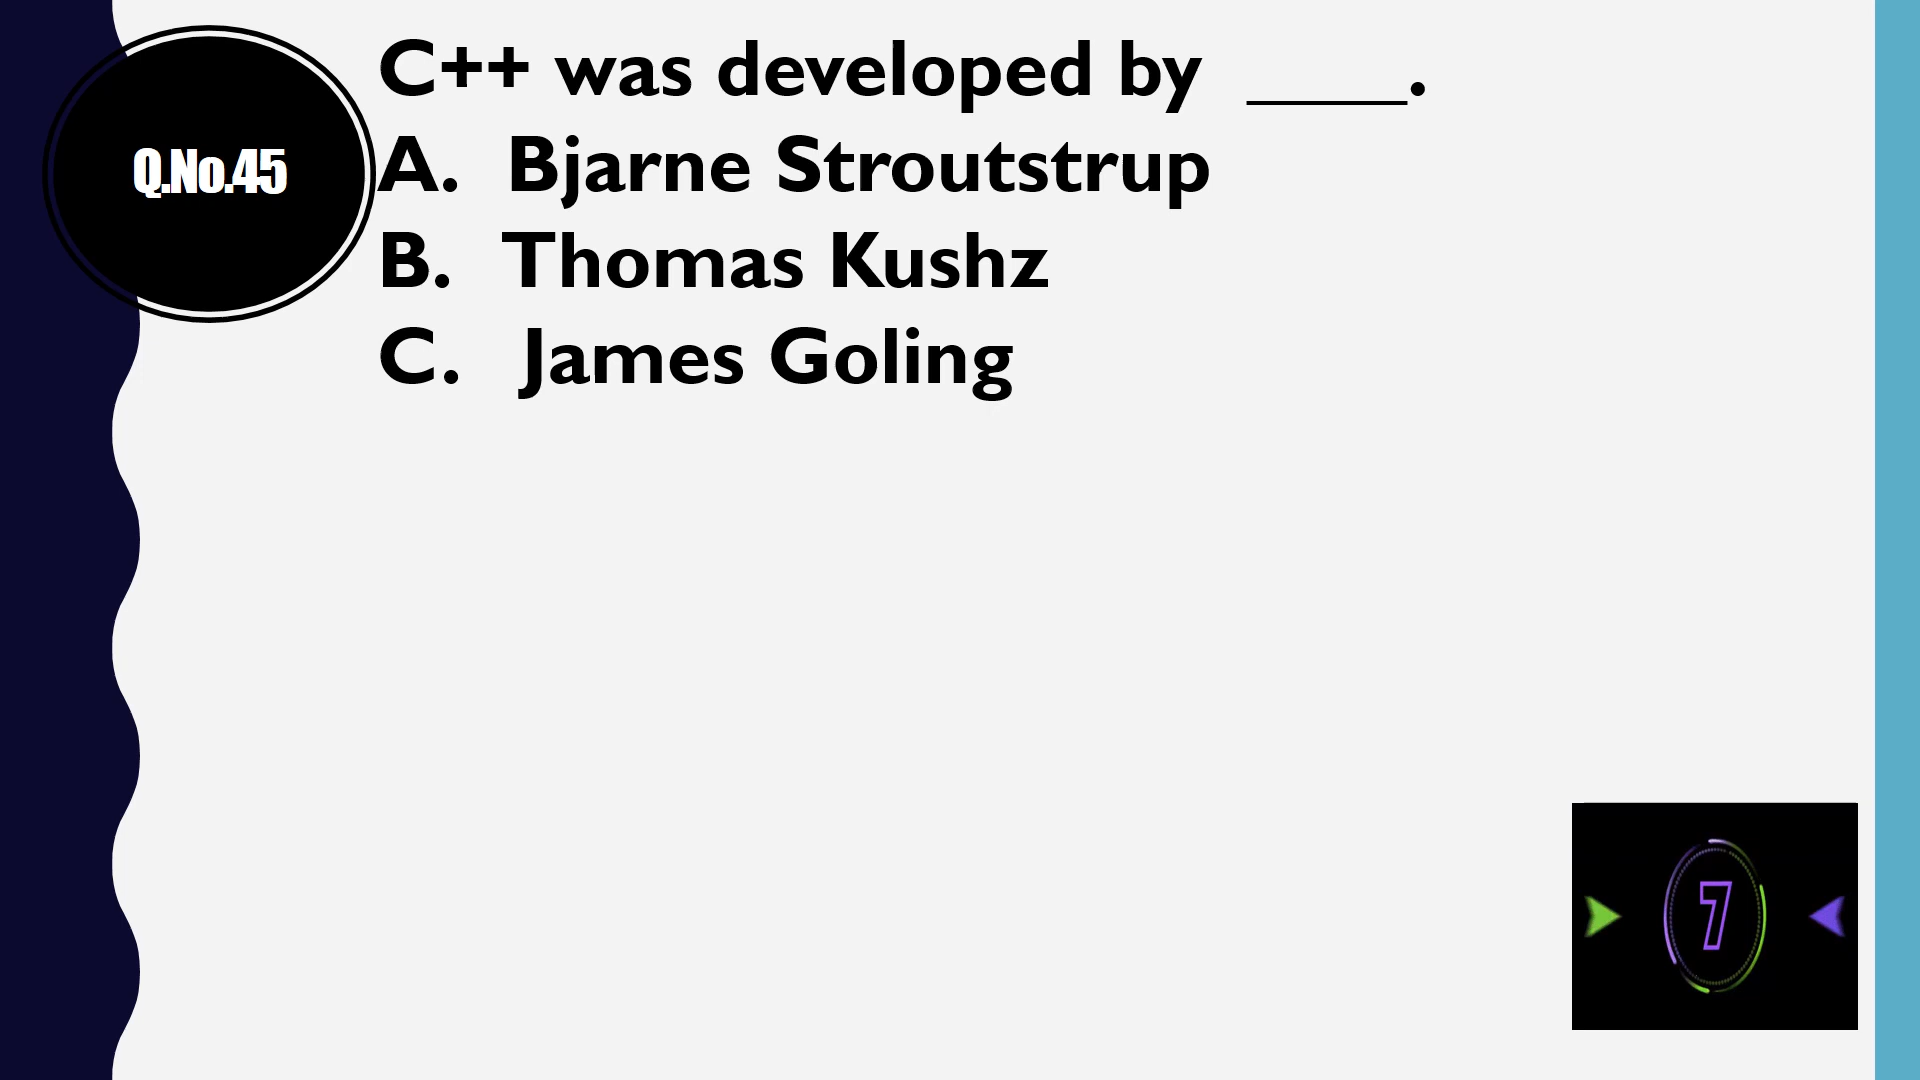 Q.No.45
C++ was developed by ____.
A. Bjarne Stroutstrup
B. Thomas Kushz
C. James Goling
7